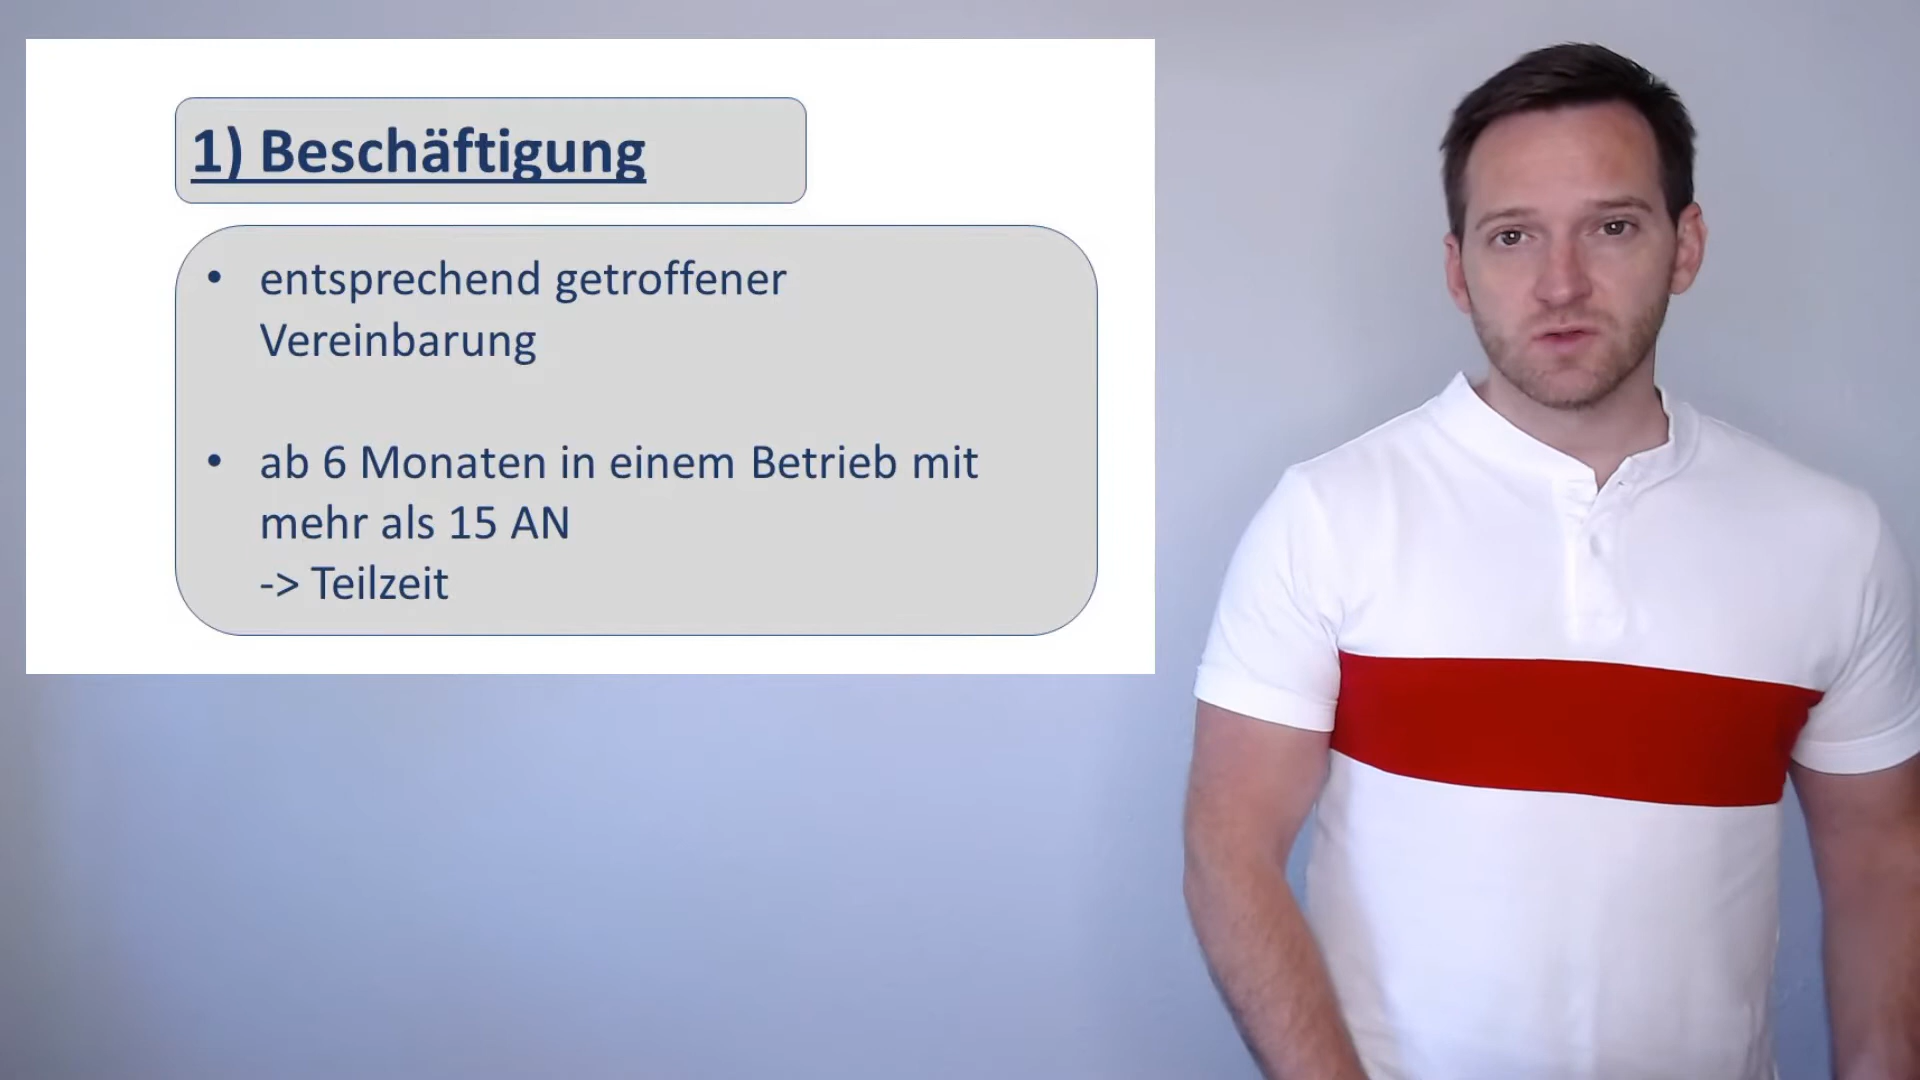 1) Beschäftigung
• entsprechend getroffener
Vereinbarung
• ab 6 Monaten in einem Betrieb mit
mehr als 15 AN
-> Teilzeit